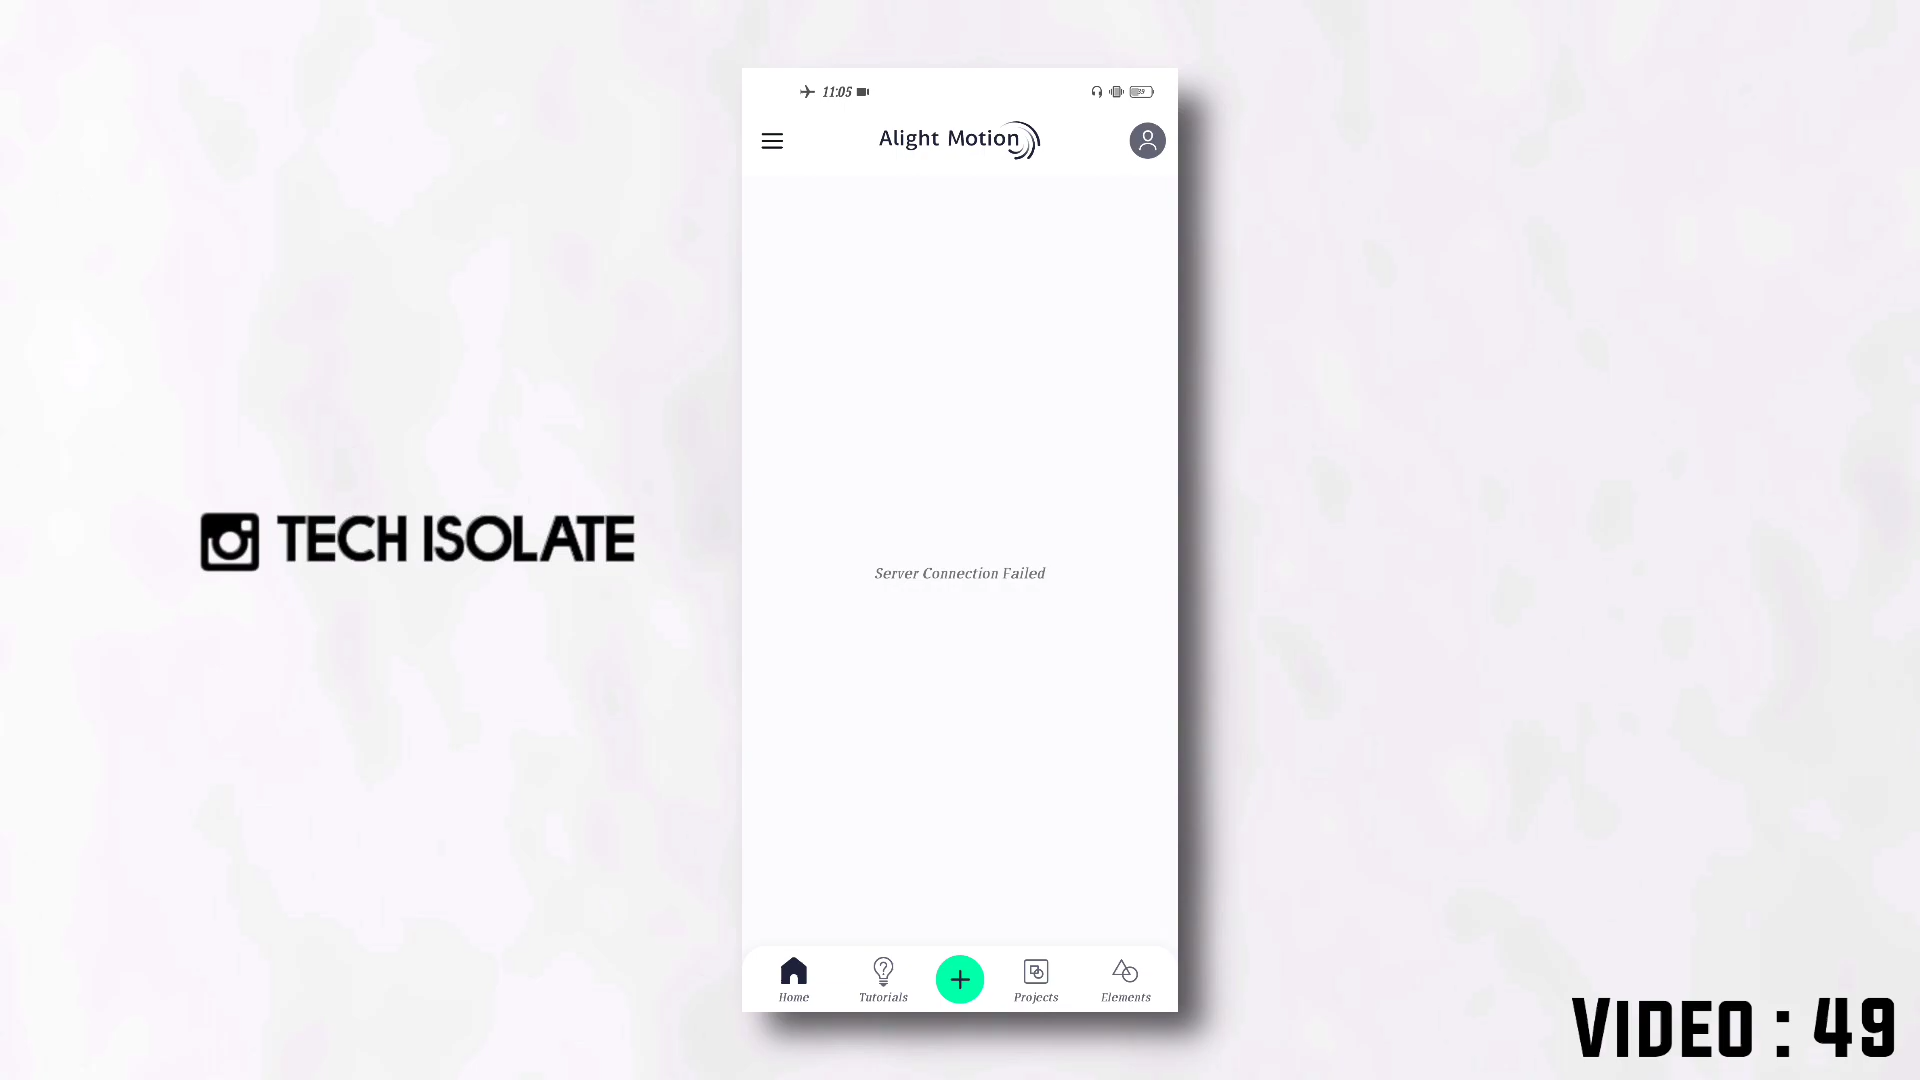 11:05
Alight Motion
TECH ISOLATE
Server Connection Failed
Home Tutorials Projects Elements
VIDEO : 49